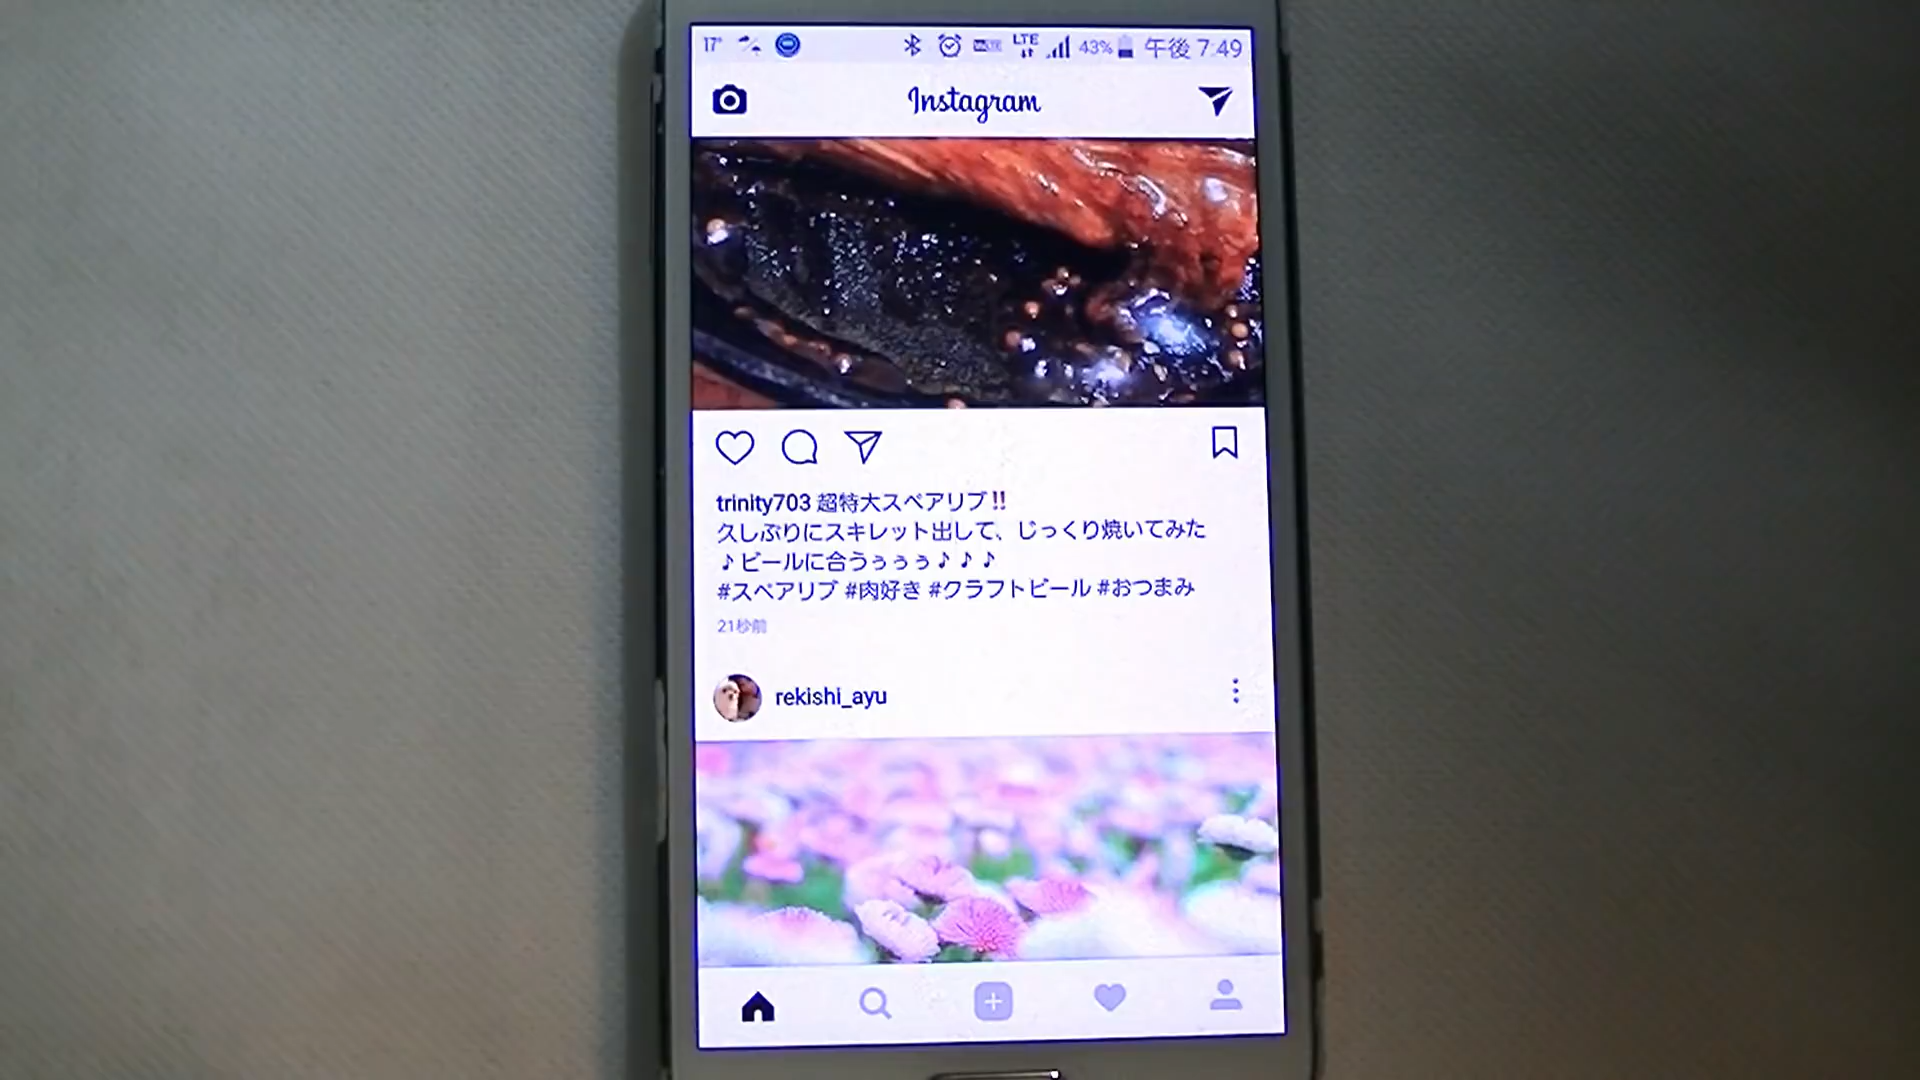 17° LTE 43% 午後 7:49
Instagram
trinity703 超特大スペアリブ‼
久しぶりにスキレット出して、じっくり焼いてみた
♪ビールに合うぅぅぅ♪♪♪
#スペアリブ #肉好き #クラフトビール #おつまみ
21秒前
rekishi_ayu